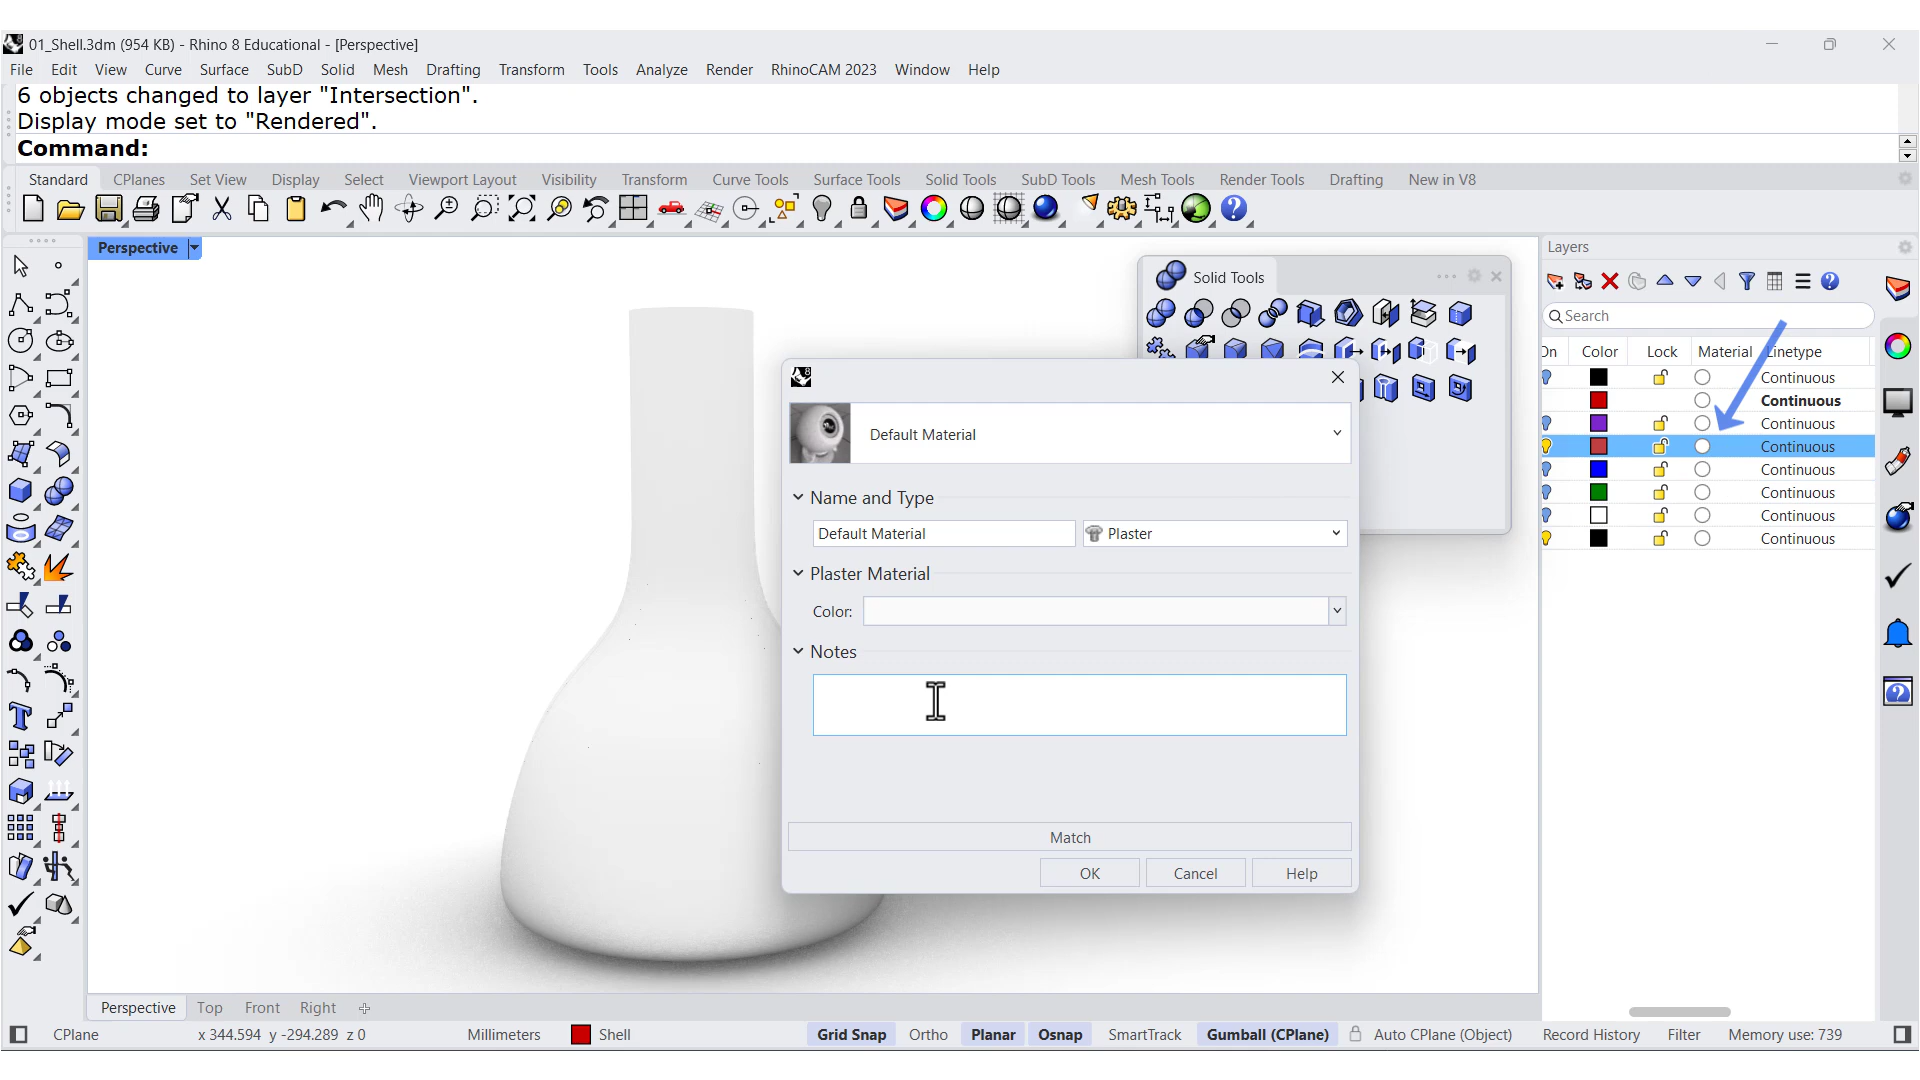 01_Shell.3dm (954 KB) - Rhino 8 Educational - [Perspective]
File Edit View Curve Surface SubD Solid Mesh Drafting Transform Tools Analyze Render RhinoCAM 2023 Window Help
6 objects changed to layer "Intersection".
Display mode set to "Rendered".
Command:
Standard CPlanes Set View Display Select Viewport Layout Visibility Transform Curve Tools Surface Tools Solid Tools SubD Tools Mesh Tools Render Tools Drafting New in V8
Perspective
Solid Tools
Layers
Search
On Color Lock Material Linetype
Continuous
Continuous
Continuous
Continuous
Continuous
Continuous
Continuous
Continuous
Default Material
Name and Type
Default Material Plaster
Plaster Material
Color:
Notes
Match
OK Cancel Help
Perspective Top Front Right
CPlane x 344.594 y -294.289 z 0 Millimeters Shell Grid Snap Ortho Planar Osnap SmartTrack Gumball (CPlane) Auto CPlane (Object) Record History Filter Memory use: 739